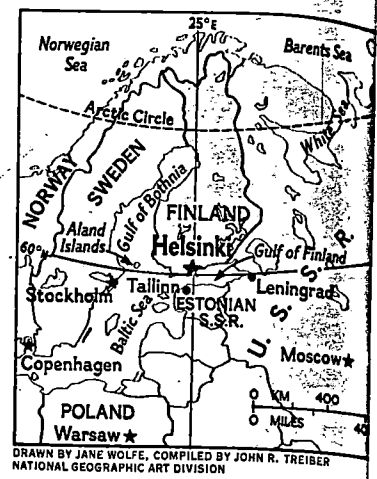 25°E
Norwegian
Sea
Barents Sea
Arctic Circle
White Sea
NORWAY
SWEDEN
Gulf of Bothnia
FINLAND
Aland
Islands
Helsinki
60°
Gulf of Finland
Stockholm
Tallinn
Leningrad
ESTONIAN
S.S.R.
U. S. S. R.
Baltic Sea
Copenhagen
Moscow
0 KM 400
0 MILES
POLAND
Warsaw
DRAWN BY JANE WOLFE, COMPILED BY JOHN R. TREIBER
NATIONAL GEOGRAPHIC ART DIVISION